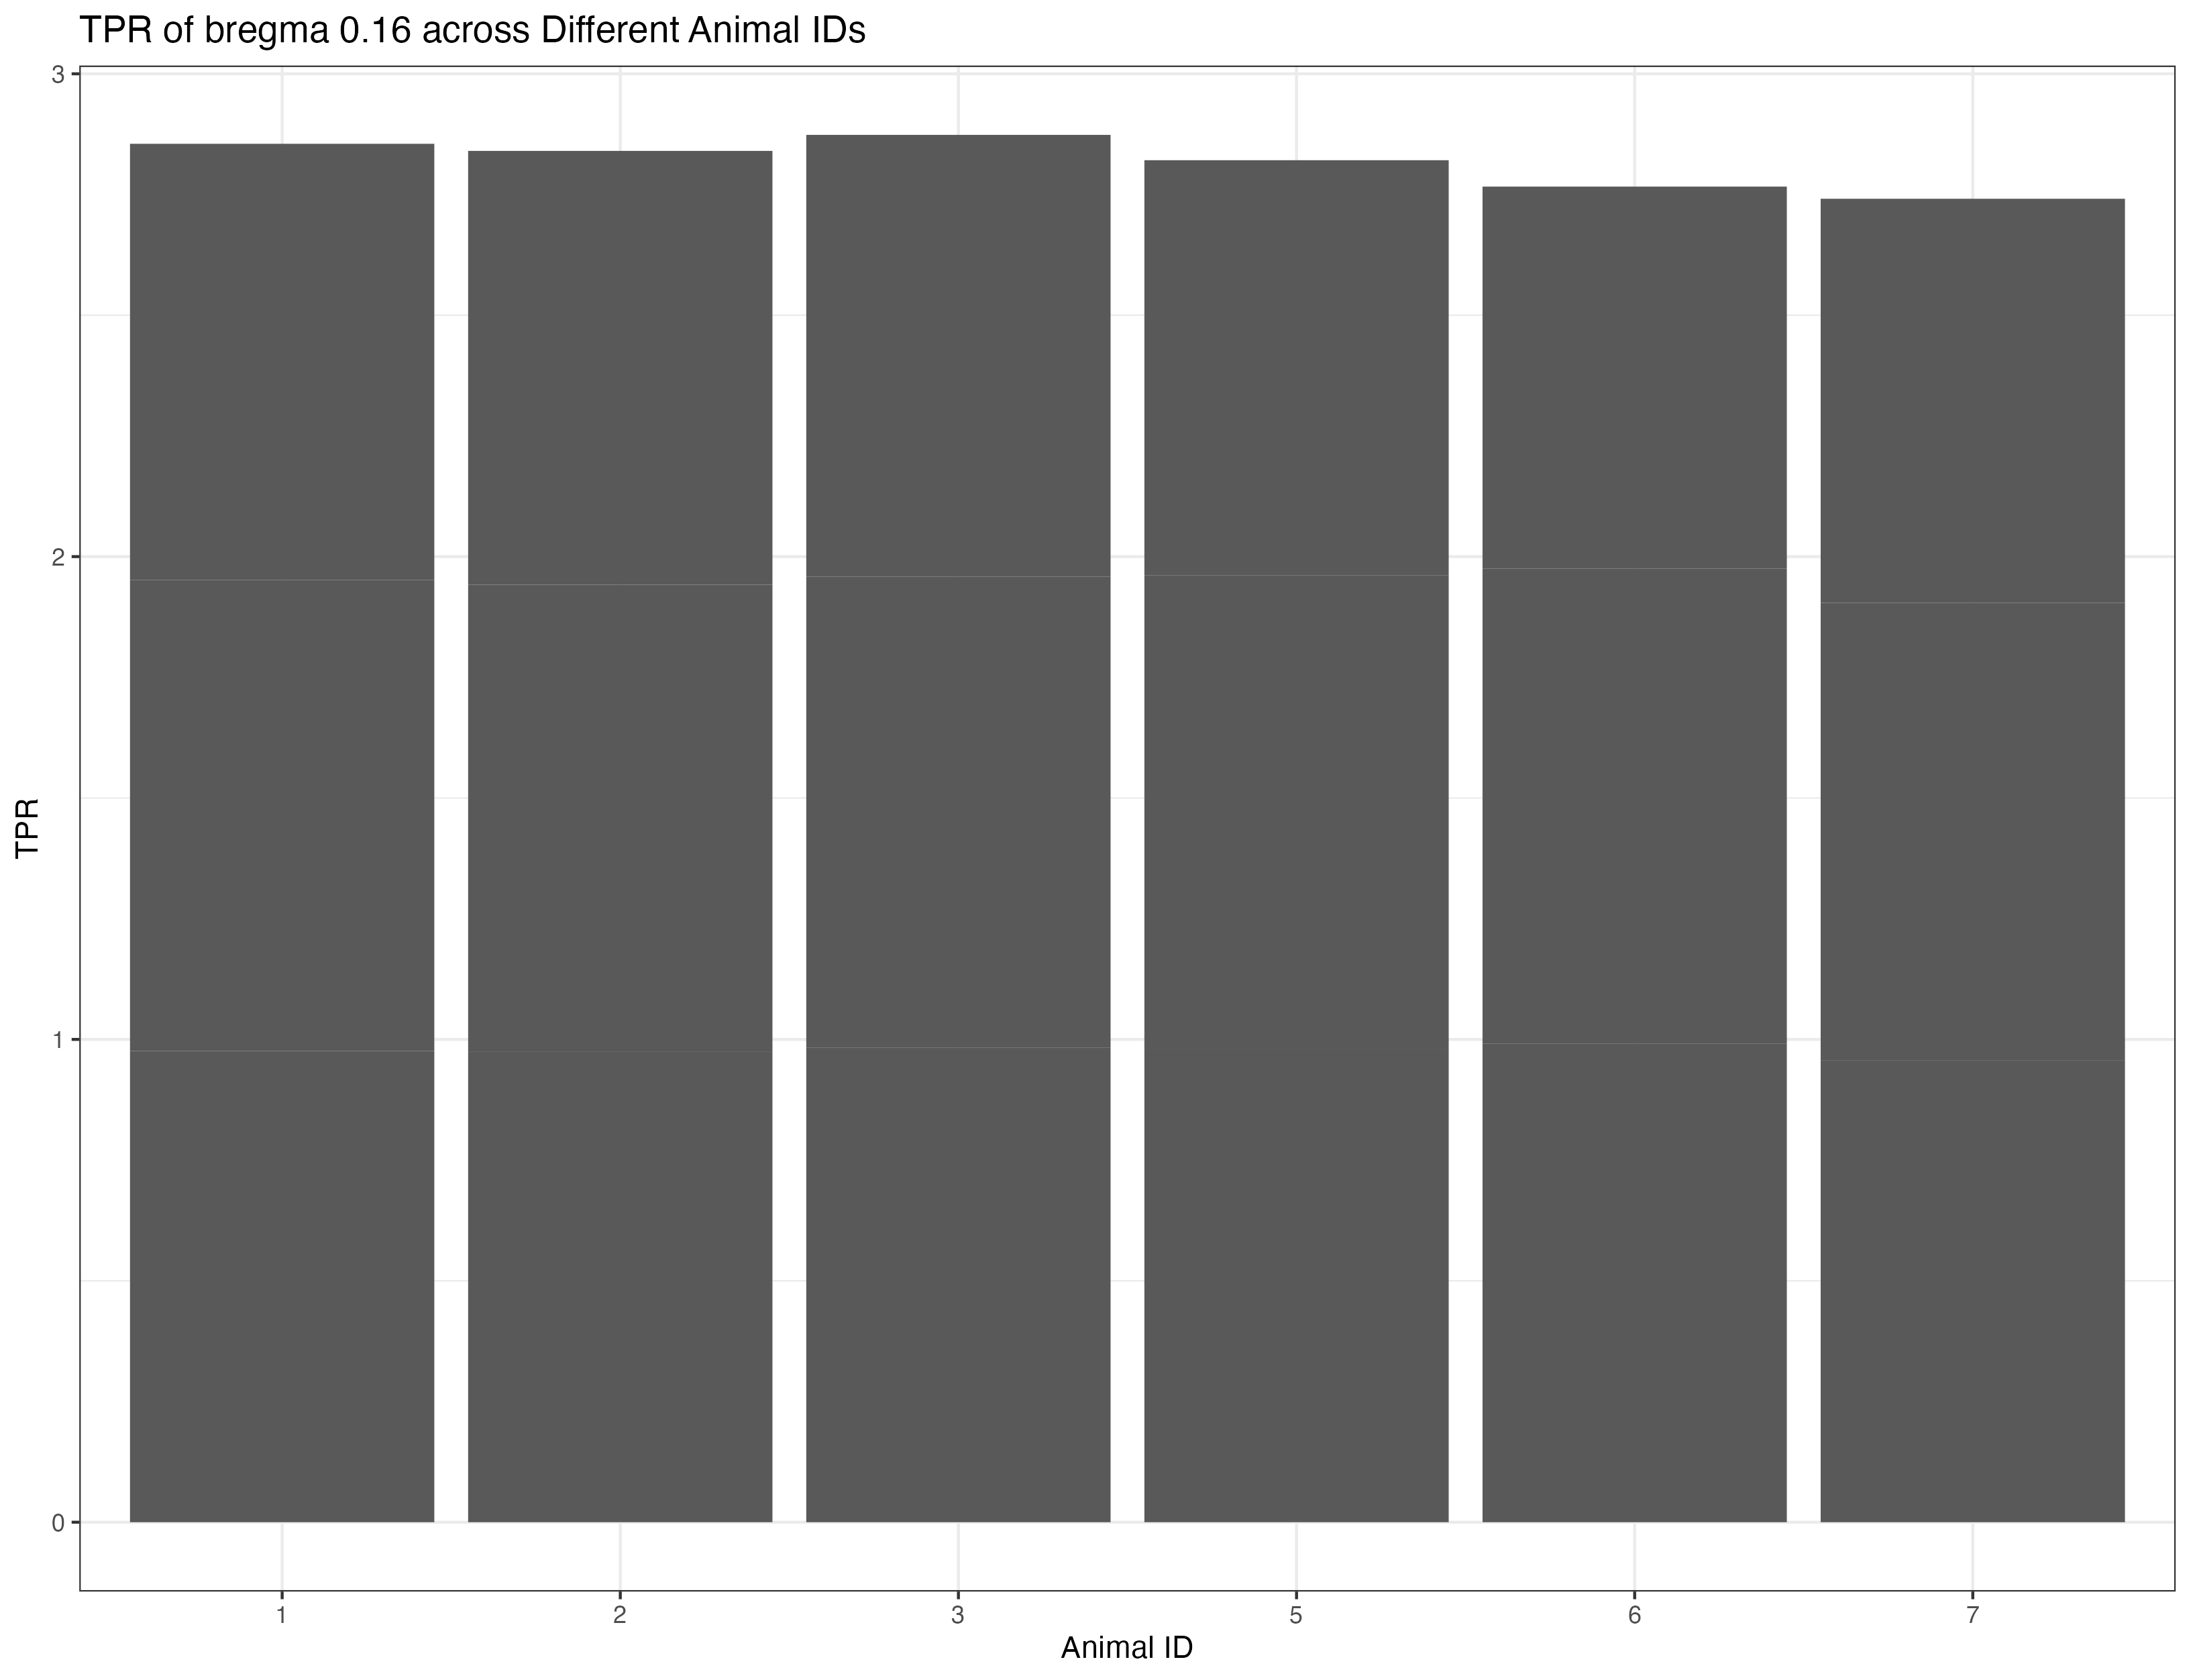 TPR of bregma 0.16 across Different Animal IDs
3
2
1
0
TPR
1 2 3 5 6 7
Animal ID